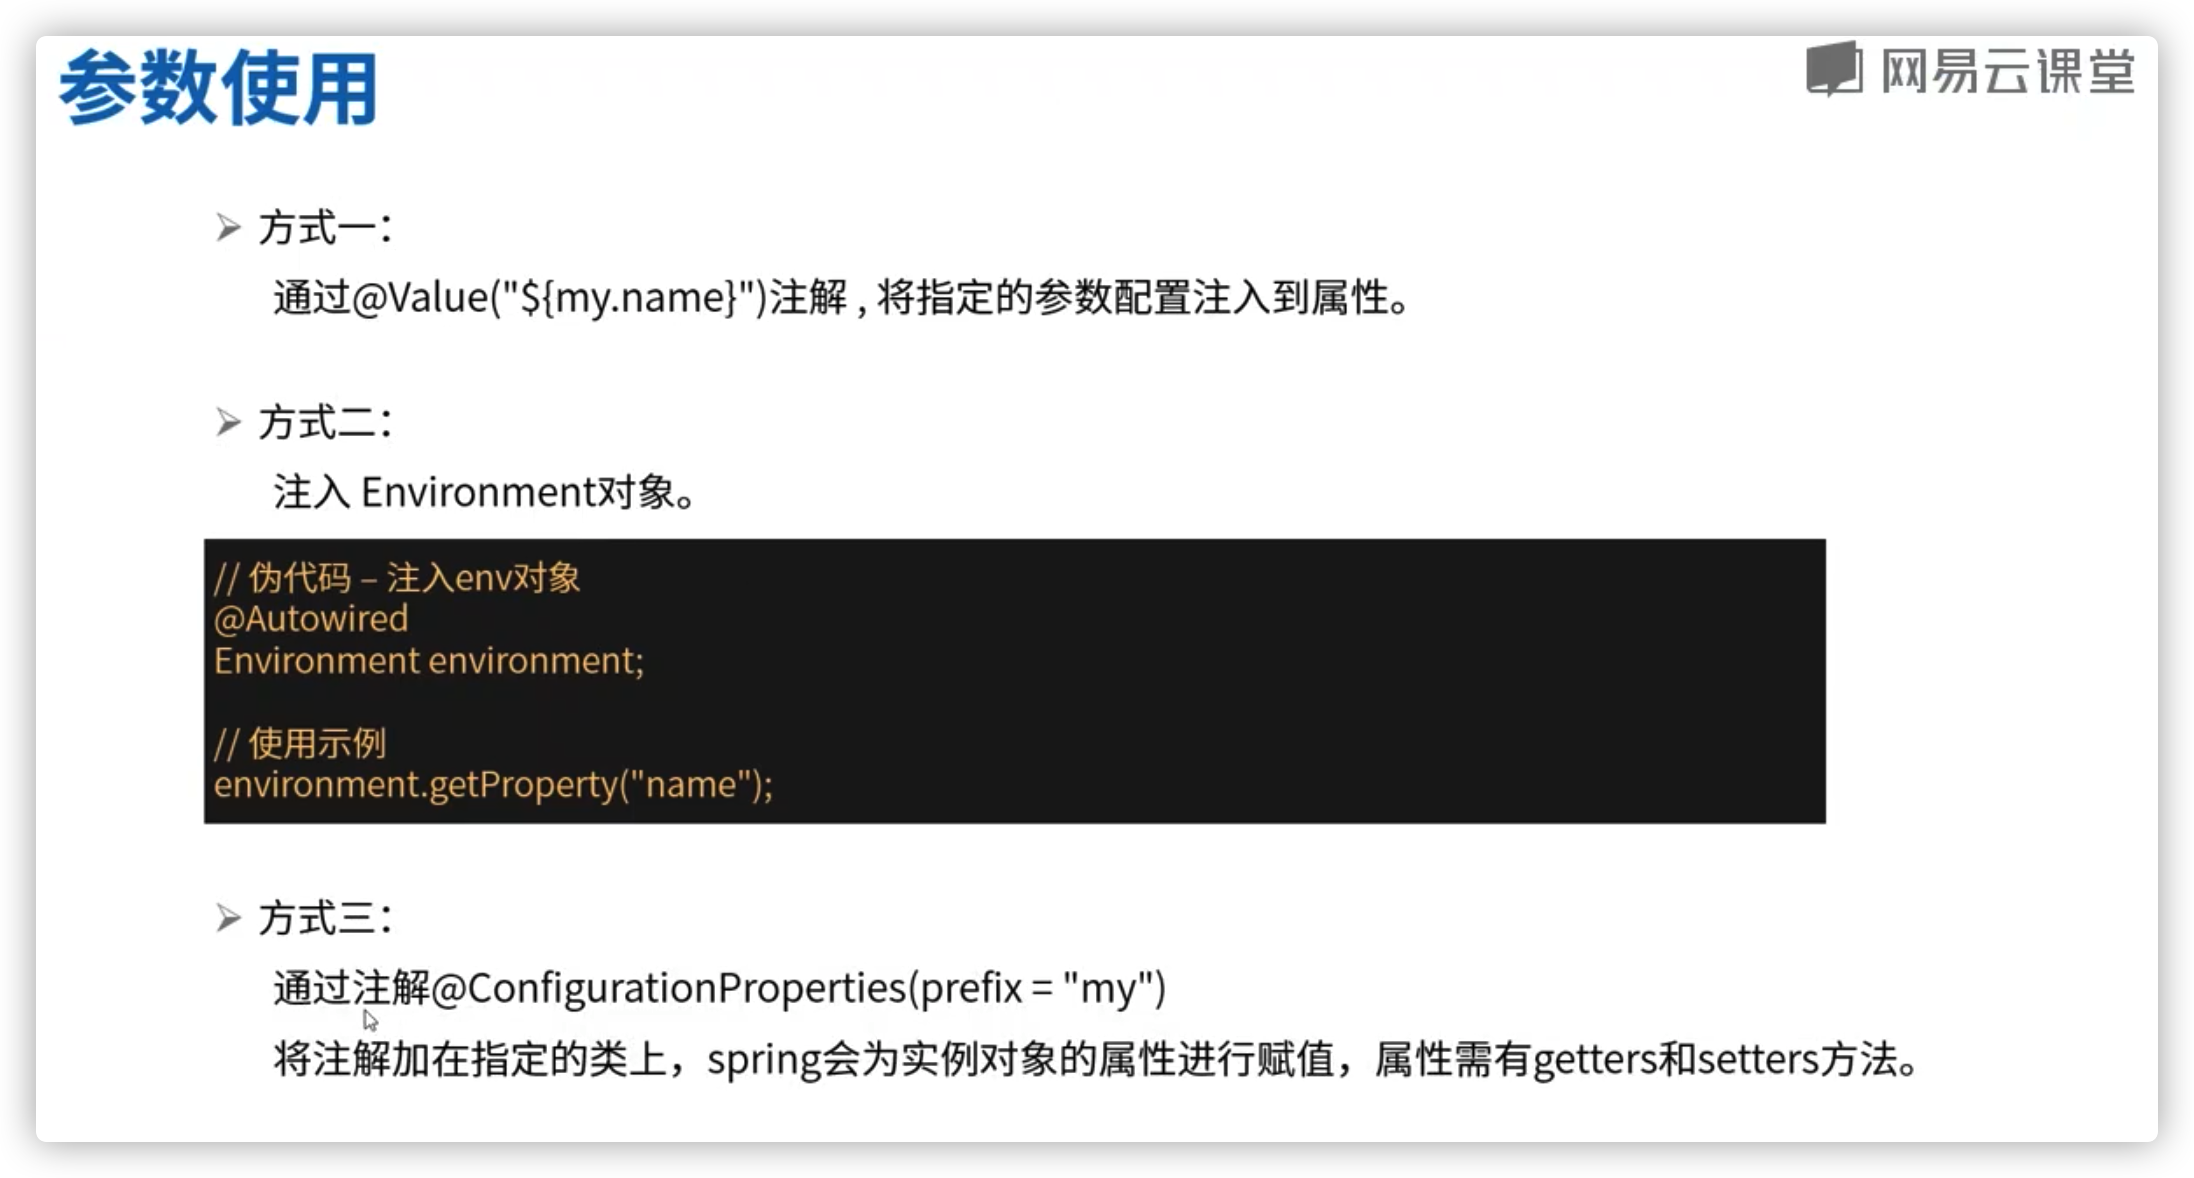 参数使用
网易云课堂
方式一：
通过@Value("${my.name}")注解 , 将指定的参数配置注入到属性。
方式二：
注入 Environment对象。
// 伪代码 – 注入env对象
@Autowired
Environment environment;
// 使用示例
environment.getProperty("name");
方式三：
通过注解@ConfigurationProperties(prefix = "my")
将注解加在指定的类上，spring会为实例对象的属性进行赋值，属性需有getters和setters方法。